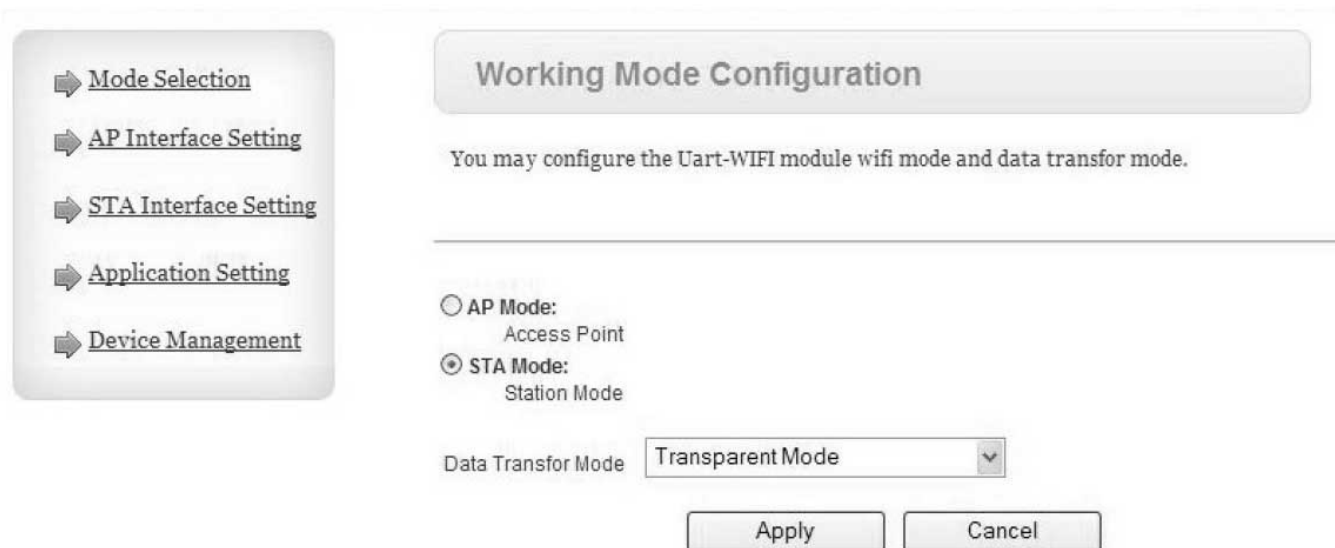 Mode Selection
AP Interface Setting
STA Interface Setting
Application Setting
Device Management
Working Mode Configuration
You may configure the Uart-WIFI module wifi mode and data transfor mode.
AP Mode:
Access Point
STA Mode:
Station Mode
Data Transfor Mode Transparent Mode
Apply Cancel